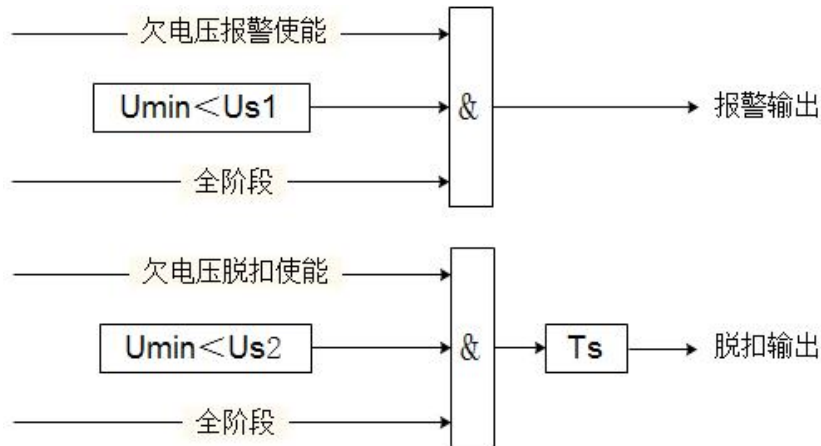 欠电压报警使能
Umin＜Us1
&
报警输出
全阶段
欠电压脱扣使能
Umin＜Us2
&
Ts
脱扣输出
全阶段